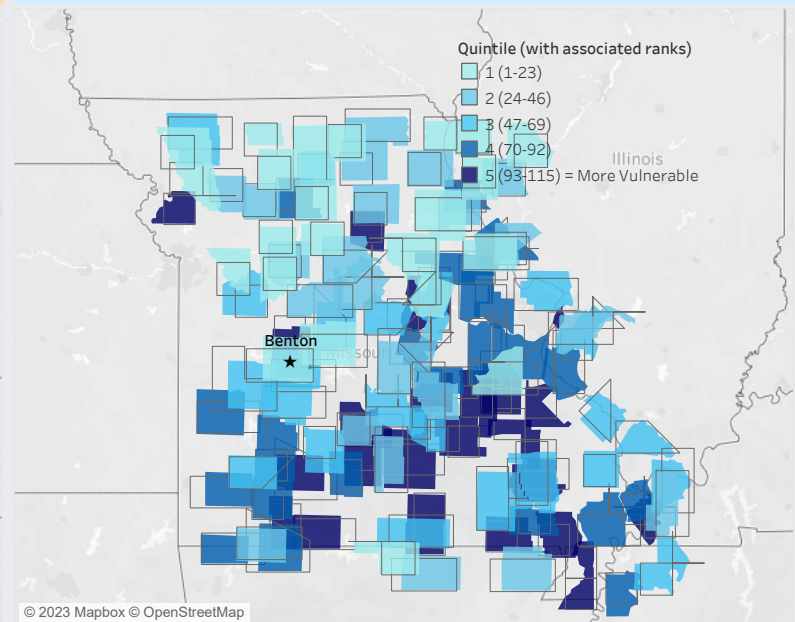 Quintile (with associated ranks)
1 (1-23)
2 (24-46)
3 (47-69)
4 (70-92)
5 (93-115) = More Vulnerable
Illinois
Benton
Missouri
© 2023 Mapbox © OpenStreetMap